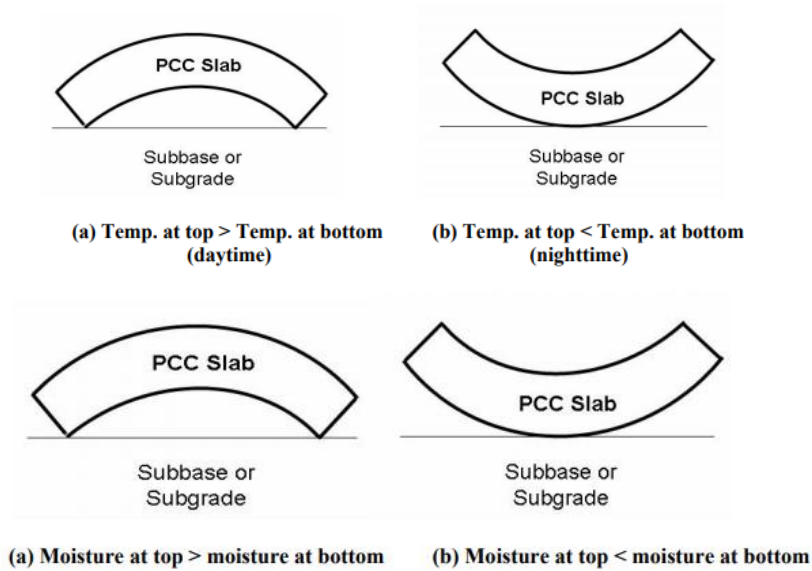 PCC Slab
PCC Slab
Subbase or
Subgrade
Subbase or
Subgrade
(a) Temp. at top > Temp. at bottom
(daytime)
(b) Temp. at top < Temp. at bottom
(nighttime)
PCC Slab
PCC Slab
Subbase or
Subgrade
Subbase or
Subgrade
(a) Moisture at top > moisture at bottom
(b) Moisture at top < moisture at bottom